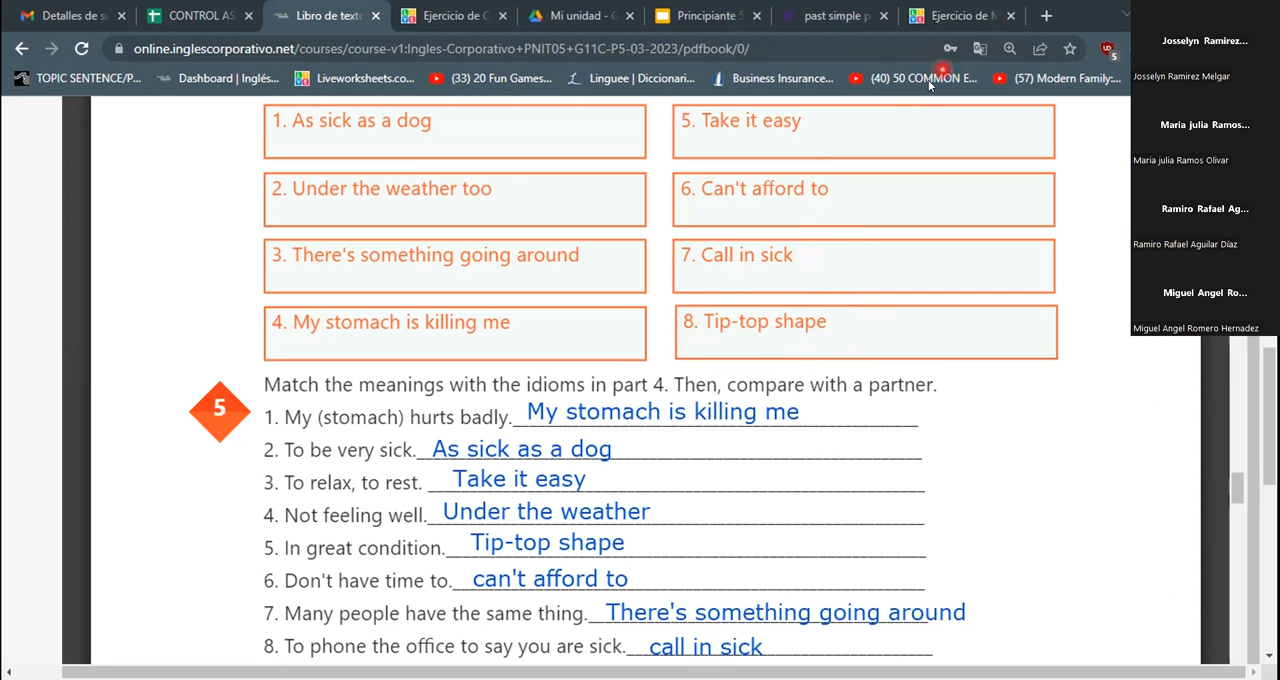 Detalles de su
CONTROL AS
Libro de texto
Ejercicio de C
Mi unidad - G
Principiante 5
past simple p
Ejercicio de M
online.inglescorporativo.net/courses/course-v1:Ingles-Corporativo+PNIT05+G11C-P5-03-2023/pdfbook/0/
5
TOPIC SENTENCE/P...
Dashboard | Inglés...
Liveworksheets.co...
(33) 20 Fun Games...
Linguee | Diccionari...
Business Insurance...
(40) 50 COMMON E...
(57) Modern Family:...
Josselyn Ramirez...
Josselyn Ramirez Melgar
Maria julia Ramos...
Maria julia Ramos Olivar
Ramiro Rafael Ag...
Ramiro Rafael Aguilar Díaz
Miguel Angel Ro...
Miguel Angel Romero Hernadez
1. As sick as a dog
5. Take it easy
2. Under the weather too
6. Can't afford to
3. There's something going around
7. Call in sick
4. My stomach is killing me
8. Tip-top shape
5
Match the meanings with the idioms in part 4. Then, compare with a partner.
1. My (stomach) hurts badly. My stomach is killing me
2. To be very sick. As sick as a dog
3. To relax, to rest. Take it easy
4. Not feeling well. Under the weather
5. In great condition. Tip-top shape
6. Don't have time to. can't afford to
7. Many people have the same thing. There's something going around
8. To phone the office to say you are sick. call in sick